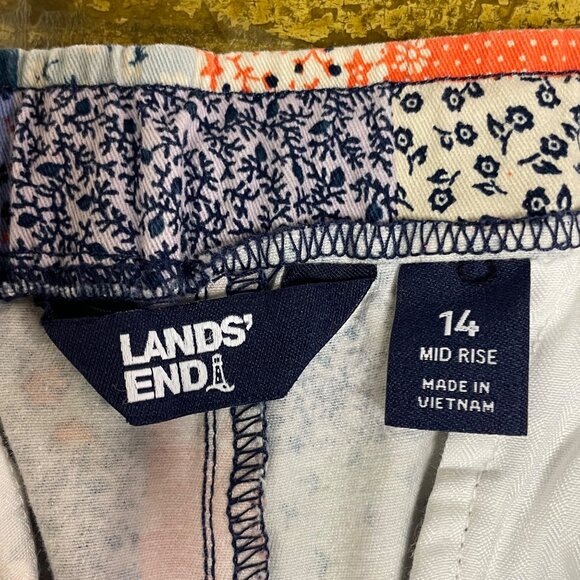 LANDS'
END
14
MID RISE
MADE IN
VIETNAM